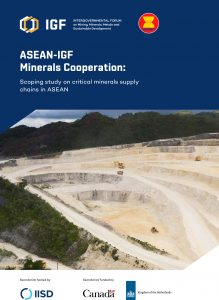 IGF
INTERGOVERNMENTAL FORUM
on Mining, Minerals, Metals and
Sustainable Development
ASEAN-IGF
Minerals Cooperation:
Scoping study on critical minerals supply
chains in ASEAN
Secretariat hosted by
IISD
Secretariat funded by
Canada
Kingdom of the Netherlands